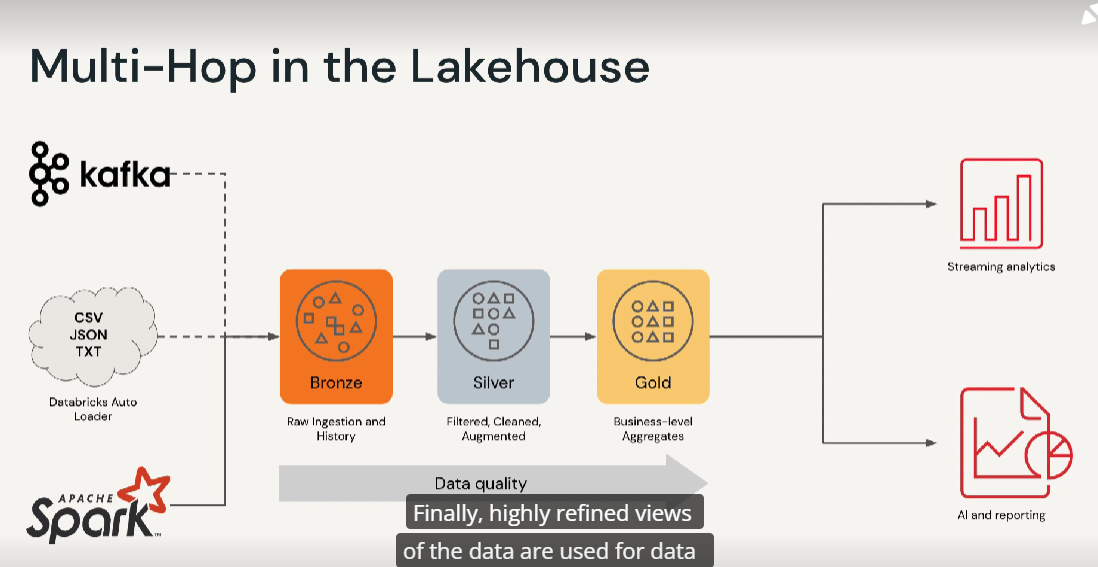 Multi-Hop in the Lakehouse
kafka
CSV
JSON
TXT
Databricks Auto
Loader
APACHE
Spark™
Bronze
Raw Ingestion and
History
Silver
Filtered, Cleaned,
Augmented
Gold
Business-level
Aggregates
Data quality
Streaming analytics
AI and reporting
Finally, highly refined views
of the data are used for data